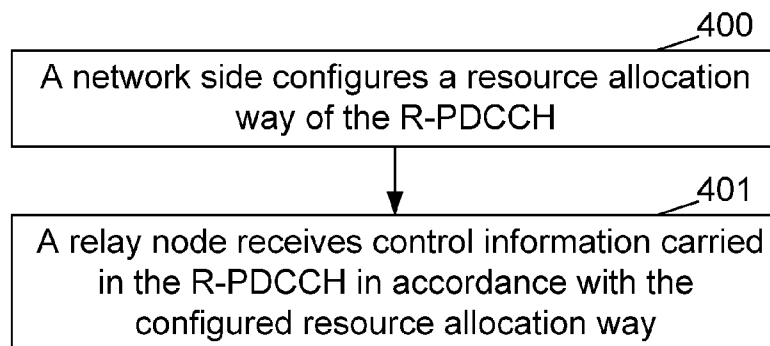 400
A network side configures a resource allocation
way of the R-PDCCH
401
A relay node receives control information carried
in the R-PDCCH in accordance with the
configured resource allocation way